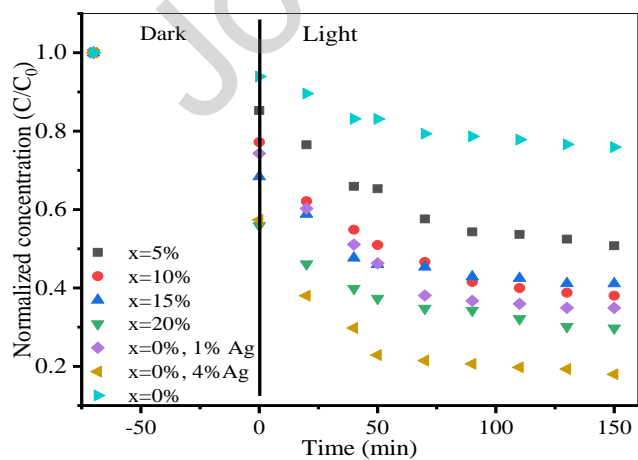 Jo
Dark
Light
Normalized concentration (C/C0)
1.0
0.8
0.6
0.4
0.2
x=5%
x=10%
x=15%
x=20%
x=0%, 1% Ag
x=0%, 4%Ag
x=0%
-50
0
50
100
150
Time (min)